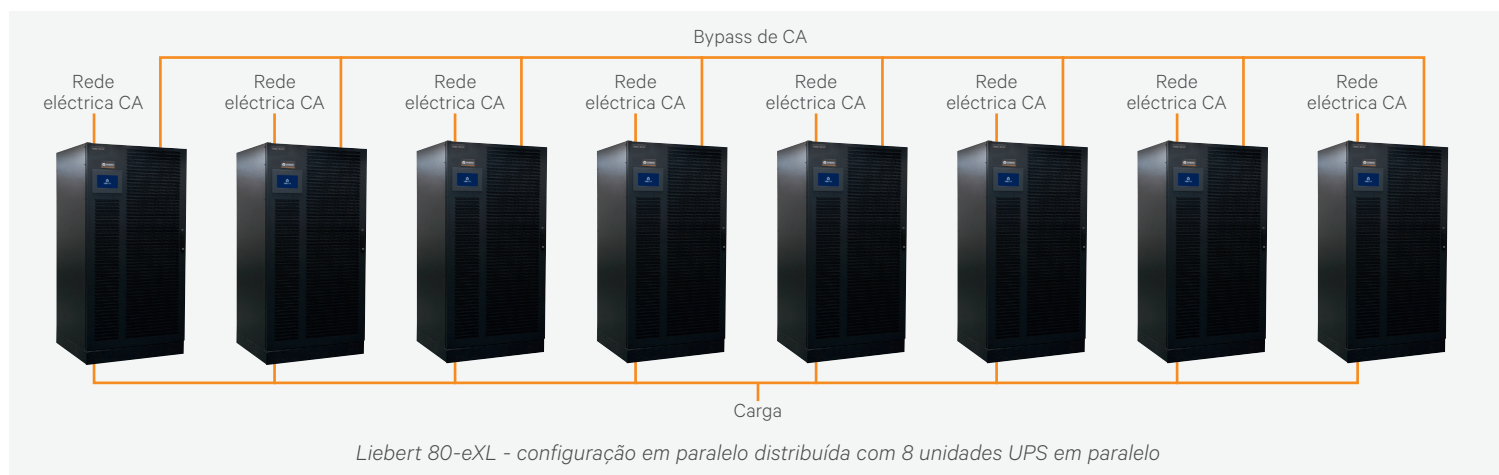 Bypass de CA
Rede
eléctrica CA
Rede
eléctrica CA
Rede
eléctrica CA
Rede
eléctrica CA
Rede
eléctrica CA
Rede
eléctrica CA
Rede
eléctrica CA
Rede
eléctrica CA
Carga
Liebert 80-eXL - configuração em paralelo distribuída com 8 unidades UPS em paralelo